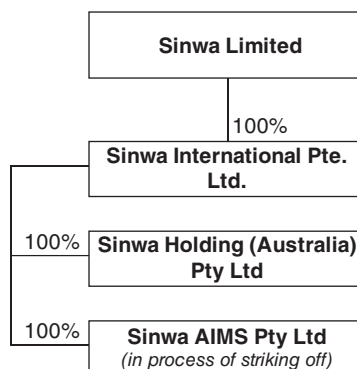 Sinwa Limited
100%
Sinwa International Pte.
Ltd.
100%
Sinwa Holding (Australia)
Pty Ltd
100%
Sinwa AIMS Pty Ltd
(in process of striking off)